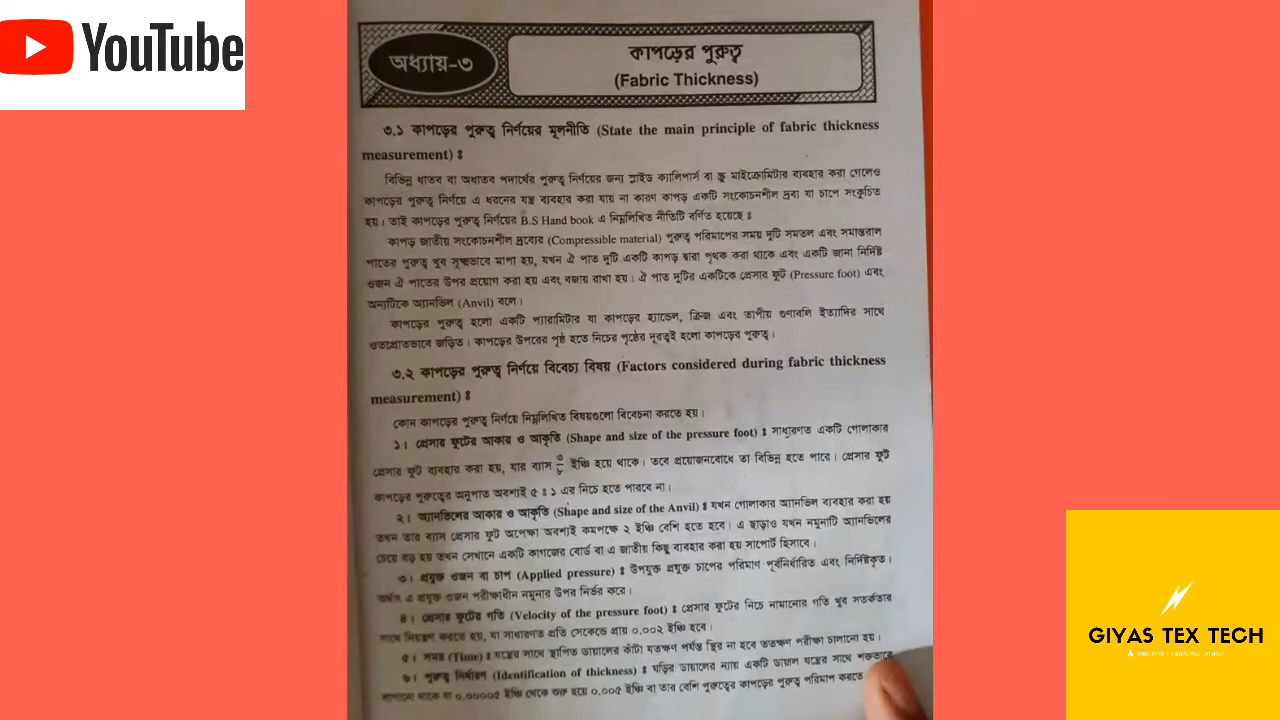 YouTube
অধ্যায়-৩
কাপড়ের পুরুত্ব
(Fabric Thickness)
৩.১ কাপড়ের পুরুত্ব নির্ণয়ের মূলনীতি (State the main principle of fabric thickness
measurement) ঃ
বিভিন্ন ধাতব বা অধাতব পদার্থের পুরুত্ব নির্ণয়ের জন্য স্লাইড ক্যালিপার্স বা স্ক্রু মাইক্রোমিটার ব্যবহার করা গেলেও
কাপড়ের পুরুত্ব নির্ণয়ে এ ধরনের যন্ত্র ব্যবহার করা যায় না কারণ কাপড় একটি সংকোচনশীল দ্রব্য যা চাপে সংকুচিত
হয়। তাই কাপড়ের পুরুত্ব নির্ণয়ের B.S Hand book এ নিম্নলিখিত নীতিটি বর্ণিত হয়েছে ঃ
কাপড় জাতীয় সংকোচনশীল দ্রব্যের (Compressible material) পুরুত্ব পরিমাপের সময় দুটি সমতল এবং সমান্তরাল
পাতের পুরুত্ব খুব সূক্ষ্মভাবে মাপা হয়, যখন ঐ পাত দুটি একটি কাপড় দ্বারা পৃথক করা থাকে এবং একটি জানা নির্দিষ্ট
ওজন ঐ পাতের উপর প্রয়োগ করা হয় এবং বজায় রাখা হয়। ঐ পাত দুটির একটিকে প্রেসার ফুট (Pressure foot) এবং
অন্যটিকে অ্যানভিল (Anvil) বলে।
কাপড়ের পুরুত্ব হলো একটি প্যারামিটার যা কাপড়ের হ্যান্ডেল, ক্রিজ এবং তাপীয় গুণাবলি ইত্যাদির সাথে
ওতপ্রোতভাবে জড়িত। কাপড়ের উপরের পৃষ্ঠ হতে নিচের পৃষ্ঠের দূরত্বই হলো কাপড়ের পুরুত্ব।
৩.২ কাপড়ের পুরুত্ব নির্ণয়ে বিবেচ্য বিষয় (Factors considered during fabric thickness
measurement) ঃ
কোন কাপড়ের পুরুত্ব নির্ণয়ে নিম্নলিখিত বিষয়গুলো বিবেচনা করতে হয়।
১। প্রেসার ফুটের আকার ও আকৃতি (Shape and size of the pressure foot) ঃ সাধারণত একটি গোলাকার
প্রেসার ফুট ব্যবহার করা হয়, যার ব্যাস ৩/৮ ইঞ্চি হয়ে থাকে। তবে প্রয়োজনবোধে তা বিভিন্ন হতে পারে। প্রেসার ফুট
কাপড়ের পুরুত্বের অনুপাত অবশ্যই ৫ ঃ ১ এর নিচে হতে পারবে না।
২। অ্যানভিলের আকার ও আকৃতি (Shape and size of the Anvil) ঃ যখন গোলাকার অ্যানভিল ব্যবহার করা হয়
তখন তার ব্যাস প্রেসার ফুট অপেক্ষা অবশ্যই কমপক্ষে ২ ইঞ্চি বেশি হতে হবে। এ ছাড়াও যখন নমুনাটি অ্যানভিলের
চেয়ে বড় হয় তখন সেখানে একটি কাগজের বোর্ড বা এ জাতীয় কিছু ব্যবহার করা হয় সাপোর্ট হিসাবে।
৩। প্রযুক্ত ওজন বা চাপ (Applied pressure) ঃ উপযুক্ত প্রযুক্ত চাপের পরিমাণ পূর্বনির্ধারিত এবং নির্দিষ্টকৃত।
অর্থাৎ এ প্রযুক্ত ওজন পরীক্ষাধীন নমুনার উপর নির্ভর করে।
৪। প্রেসার ফুটের গতি (Velocity of the pressure foot) ঃ প্রেসার ফুটের নিচে নামানোর গতি খুব সতর্কতার
সাথে নিয়ন্ত্রণ করতে হয়, যা সাধারণত প্রতি সেকেন্ডে প্রায় ০.০০২ ইঞ্চি হবে।
৫। সময় (Time) ঃ যন্ত্রের সাথে স্থাপিত ডায়ালের কাঁটা যতক্ষণ পর্যন্ত স্থির না হবে ততক্ষণ পরীক্ষা চালানো হয়।
৬। পুরুত্ব নির্ধারণ (Identification of thickness) ঃ ঘড়ির ডায়ালের ন্যায় একটি ডায়াল যন্ত্রের সাথে শক্তভাবে
লাগানো থাকে যা ০.০০০০৫ ইঞ্চি থেকে শুরু হয়ে ০.০০৫ ইঞ্চি বা তার বেশি পুরুত্বের কাপড়ের পুরুত্ব পরিমাপ করতে
GIYAS TEX TECH
A PROPER LEARNING POINT